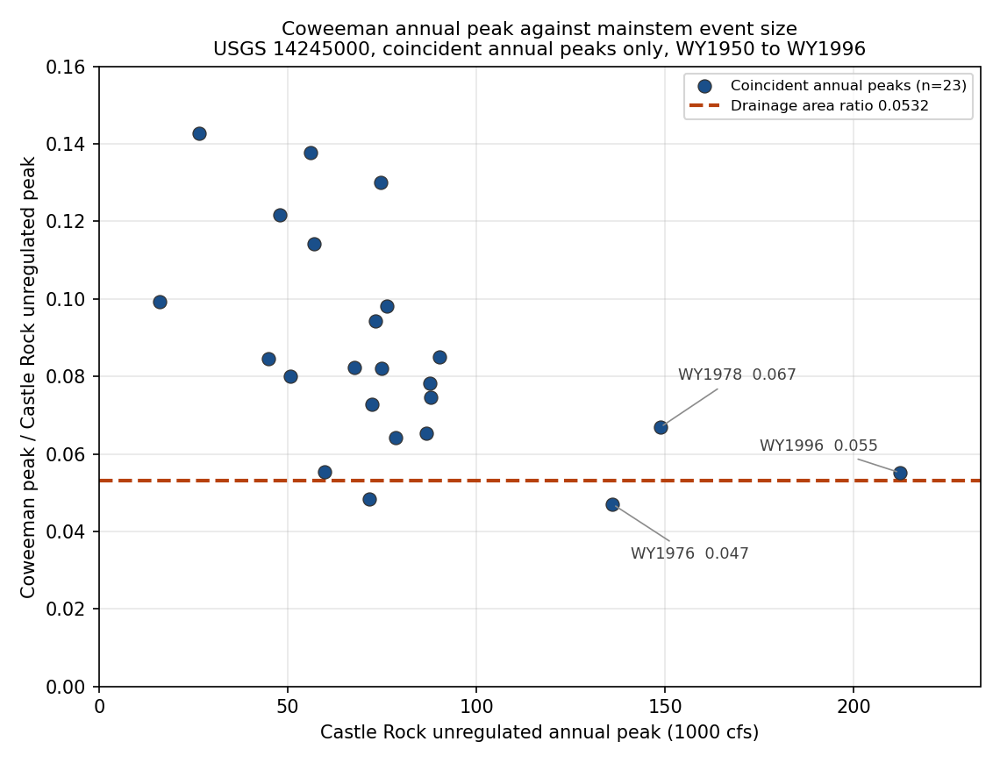 Coweeman annual peak against mainstem event size
USGS 14245000, coincident annual peaks only, WY1950 to WY1996
Coincident annual peaks (n=23)
Drainage area ratio 0.0532
Coweeman peak / Castle Rock unregulated peak
0.16
0.14
0.12
0.10
0.08
0.06
0.04
0.02
0.00
WY1978  0.067
WY1996  0.055
WY1976  0.047
0
50
100
150
200
Castle Rock unregulated annual peak (1000 cfs)